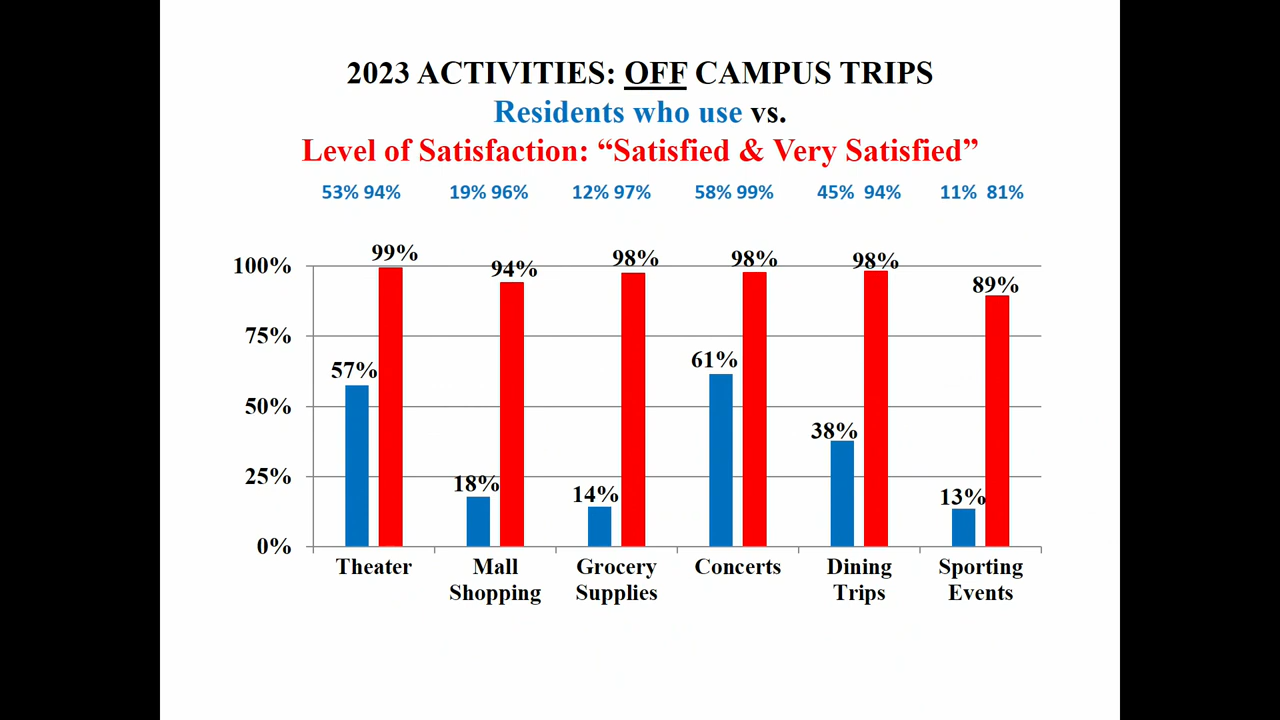 2023 ACTIVITIES: OFF CAMPUS TRIPS
Residents who use vs.
Level of Satisfaction: “Satisfied & Very Satisfied”
53% 94% 19% 96% 12% 97% 58% 99% 45% 94% 11% 81%
99% 94% 98% 98% 98% 89%
100%
75%
57% 61%
50%
38%
25%
18% 14% 13%
0%
Theater Mall Grocery Concerts Dining Sporting
Shopping Supplies Trips Events